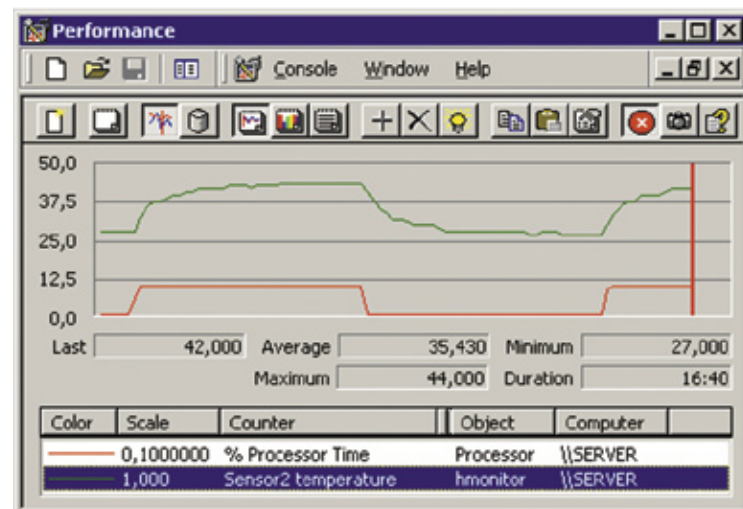 Performance
Console Window Help
50,0
37,5
25,0
12,5
0,0
Last 42,000 Average 35,430 Minimum 27,000
Maximum 44,000 Duration 16:40
Color Scale Counter Object Computer
0,1000000 % Processor Time Processor \\SERVER
1,000 Sensor2 temperature hmonitor \\SERVER